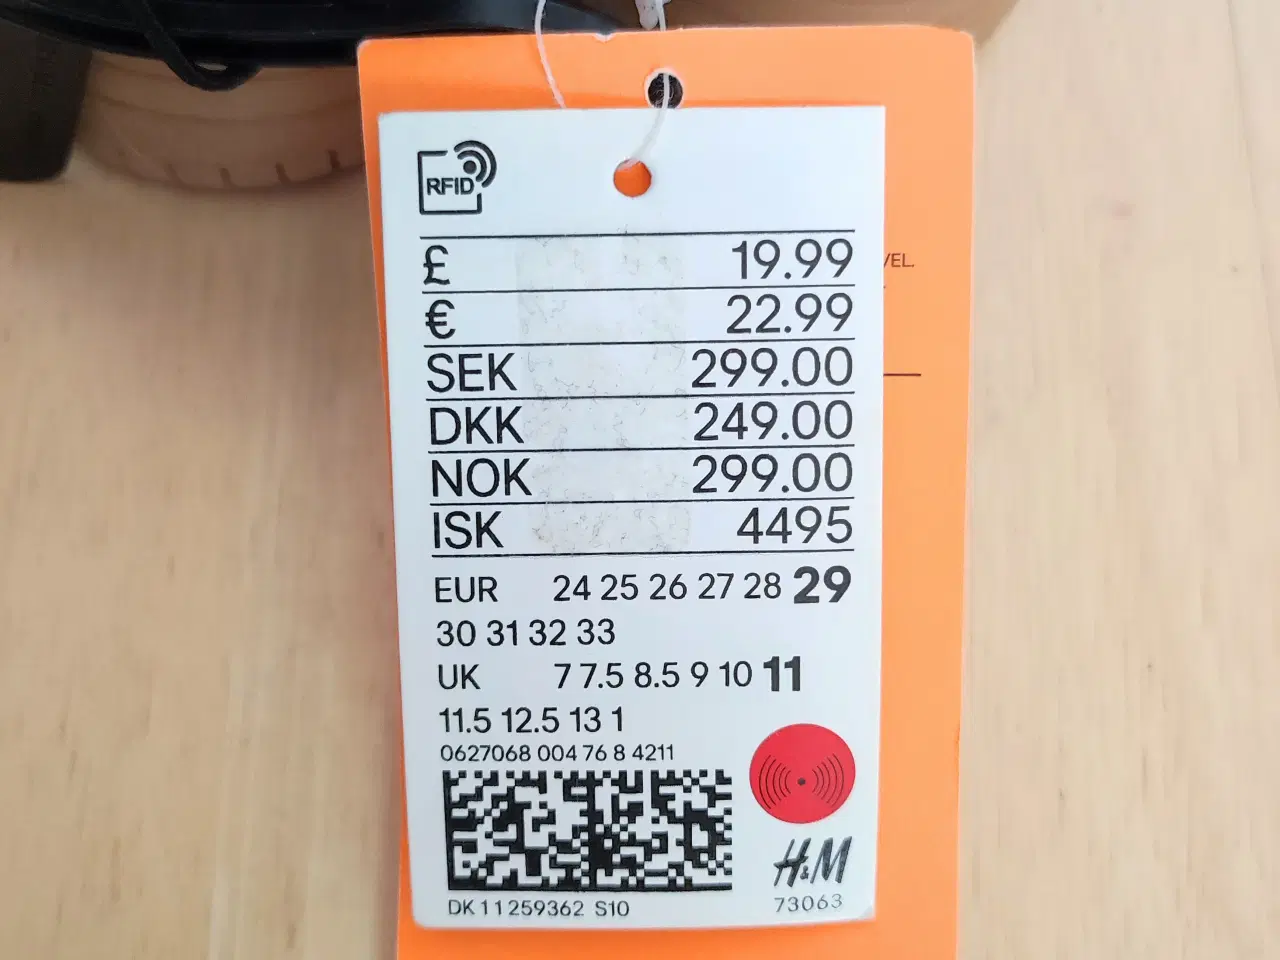 RFID
£ 19.99
€ 22.99
SEK 299.00
DKK 249.00
NOK 299.00
ISK 4495
EUR 24 25 26 27 28 29
30 31 32 33
UK 7 7.5 8.5 9 10 11
11.5 12.5 13 1
0627068 004 76 8 4211
H&M
DK 11259362 S10
73063